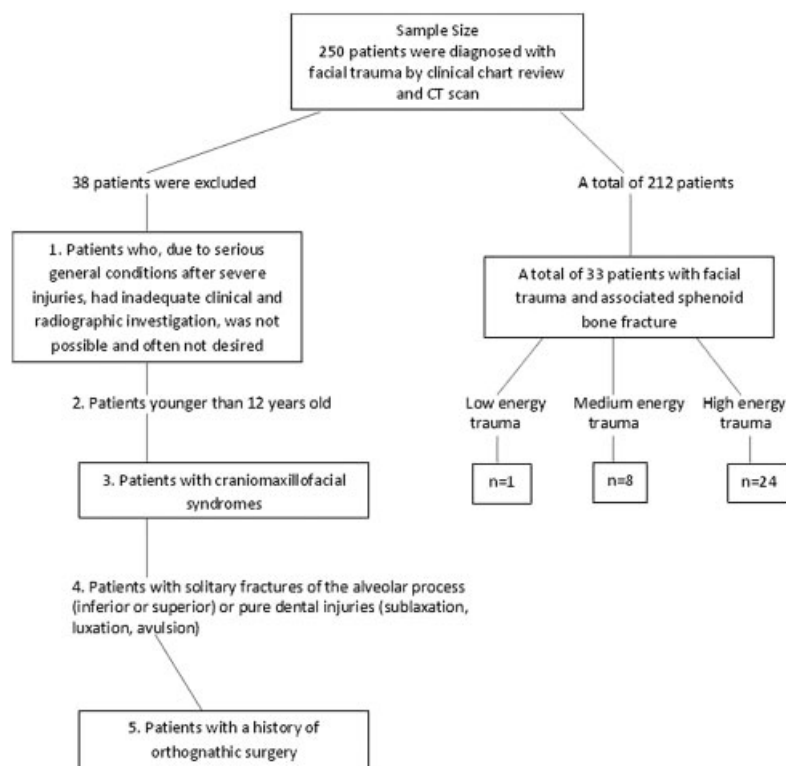 Sample Size
250 patients were diagnosed with
facial trauma by clinical chart review
and CT scan
38 patients were excluded
A total of 212 patients
1. Patients who, due to serious
general conditions after severe
injuries, had inadequate clinical and
radiographic investigation, was not
possible and often not desired
A total of 33 patients with facial
trauma and associated sphenoid
bone fracture
2. Patients younger than 12 years old
Low energy
trauma
Medium energy
trauma
High energy
trauma
n=1
n=8
n=24
3. Patients with craniomaxillofacial
syndromes
4. Patients with solitary fractures of the alveolar process
(inferior or superior) or pure dental injuries (sublaxation,
luxation, avulsion)
5. Patients with a history of
orthognathic surgery